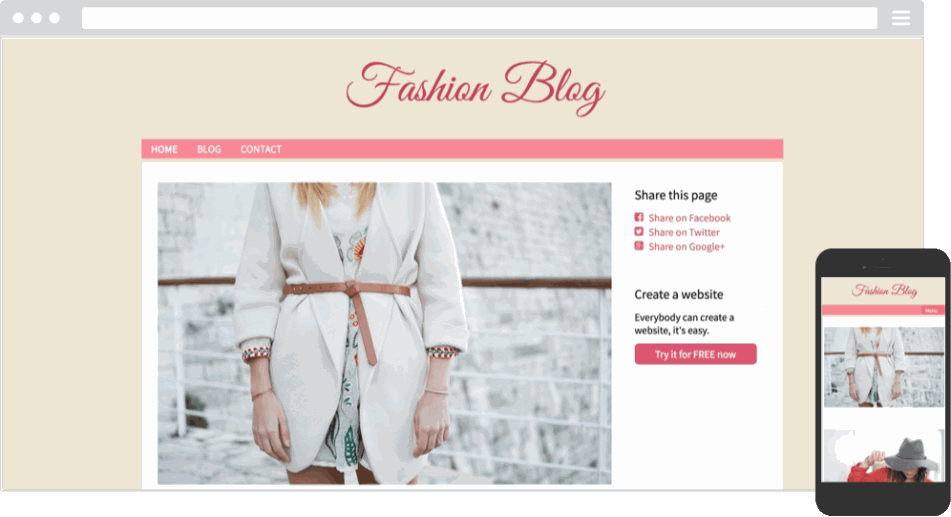 Fashion Blog
HOME BLOG CONTACT
Share this page
Share on Facebook
Share on Twitter
Share on Google+
Create a website
Everybody can create a
website, it's easy.
Try it for FREE now
Fashion Blog
Menu